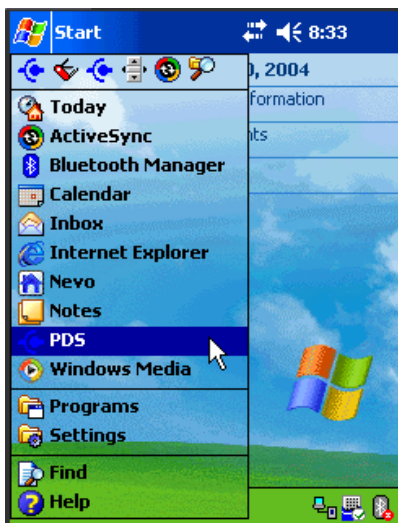 Start 8:33
0, 2004
Today
formation
ActiveSync
nts
Bluetooth Manager
Calendar
Inbox
Internet Explorer
Nevo
Notes
PDS
Windows Media
Programs
Settings
Find
Help